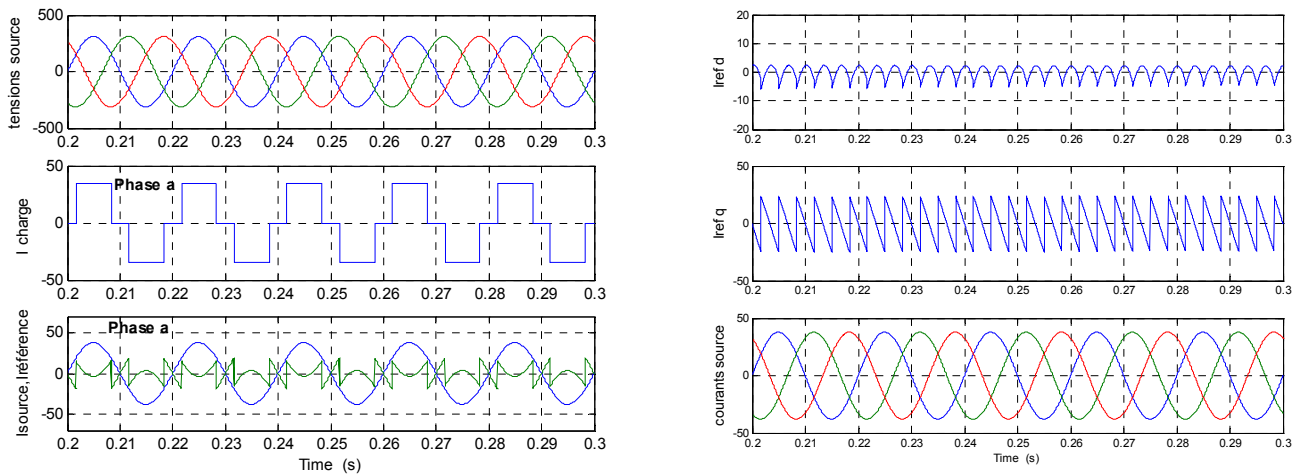 tensions source
500
0
-500
0.2 0.21 0.22 0.23 0.24 0.25 0.26 0.27 0.28 0.29 0.3
I charge
Phase a
50
0
-50
0.2 0.21 0.22 0.23 0.24 0.25 0.26 0.27 0.28 0.29 0.3
Isource, Iréférence
Phase a
50
0
-50
0.2 0.21 0.22 0.23 0.24 0.25 0.26 0.27 0.28 0.29 0.3
Time (s)
Iref d
20
10
0
-10
-20
0.2 0.21 0.22 0.23 0.24 0.25 0.26 0.27 0.28 0.29 0.3
Iref q
50
0
-50
0.2 0.21 0.22 0.23 0.24 0.25 0.26 0.27 0.28 0.29 0.3
courants source
50
0
-50
0.2 0.21 0.22 0.23 0.24 0.25 0.26 0.27 0.28 0.29 0.3
Time (s)